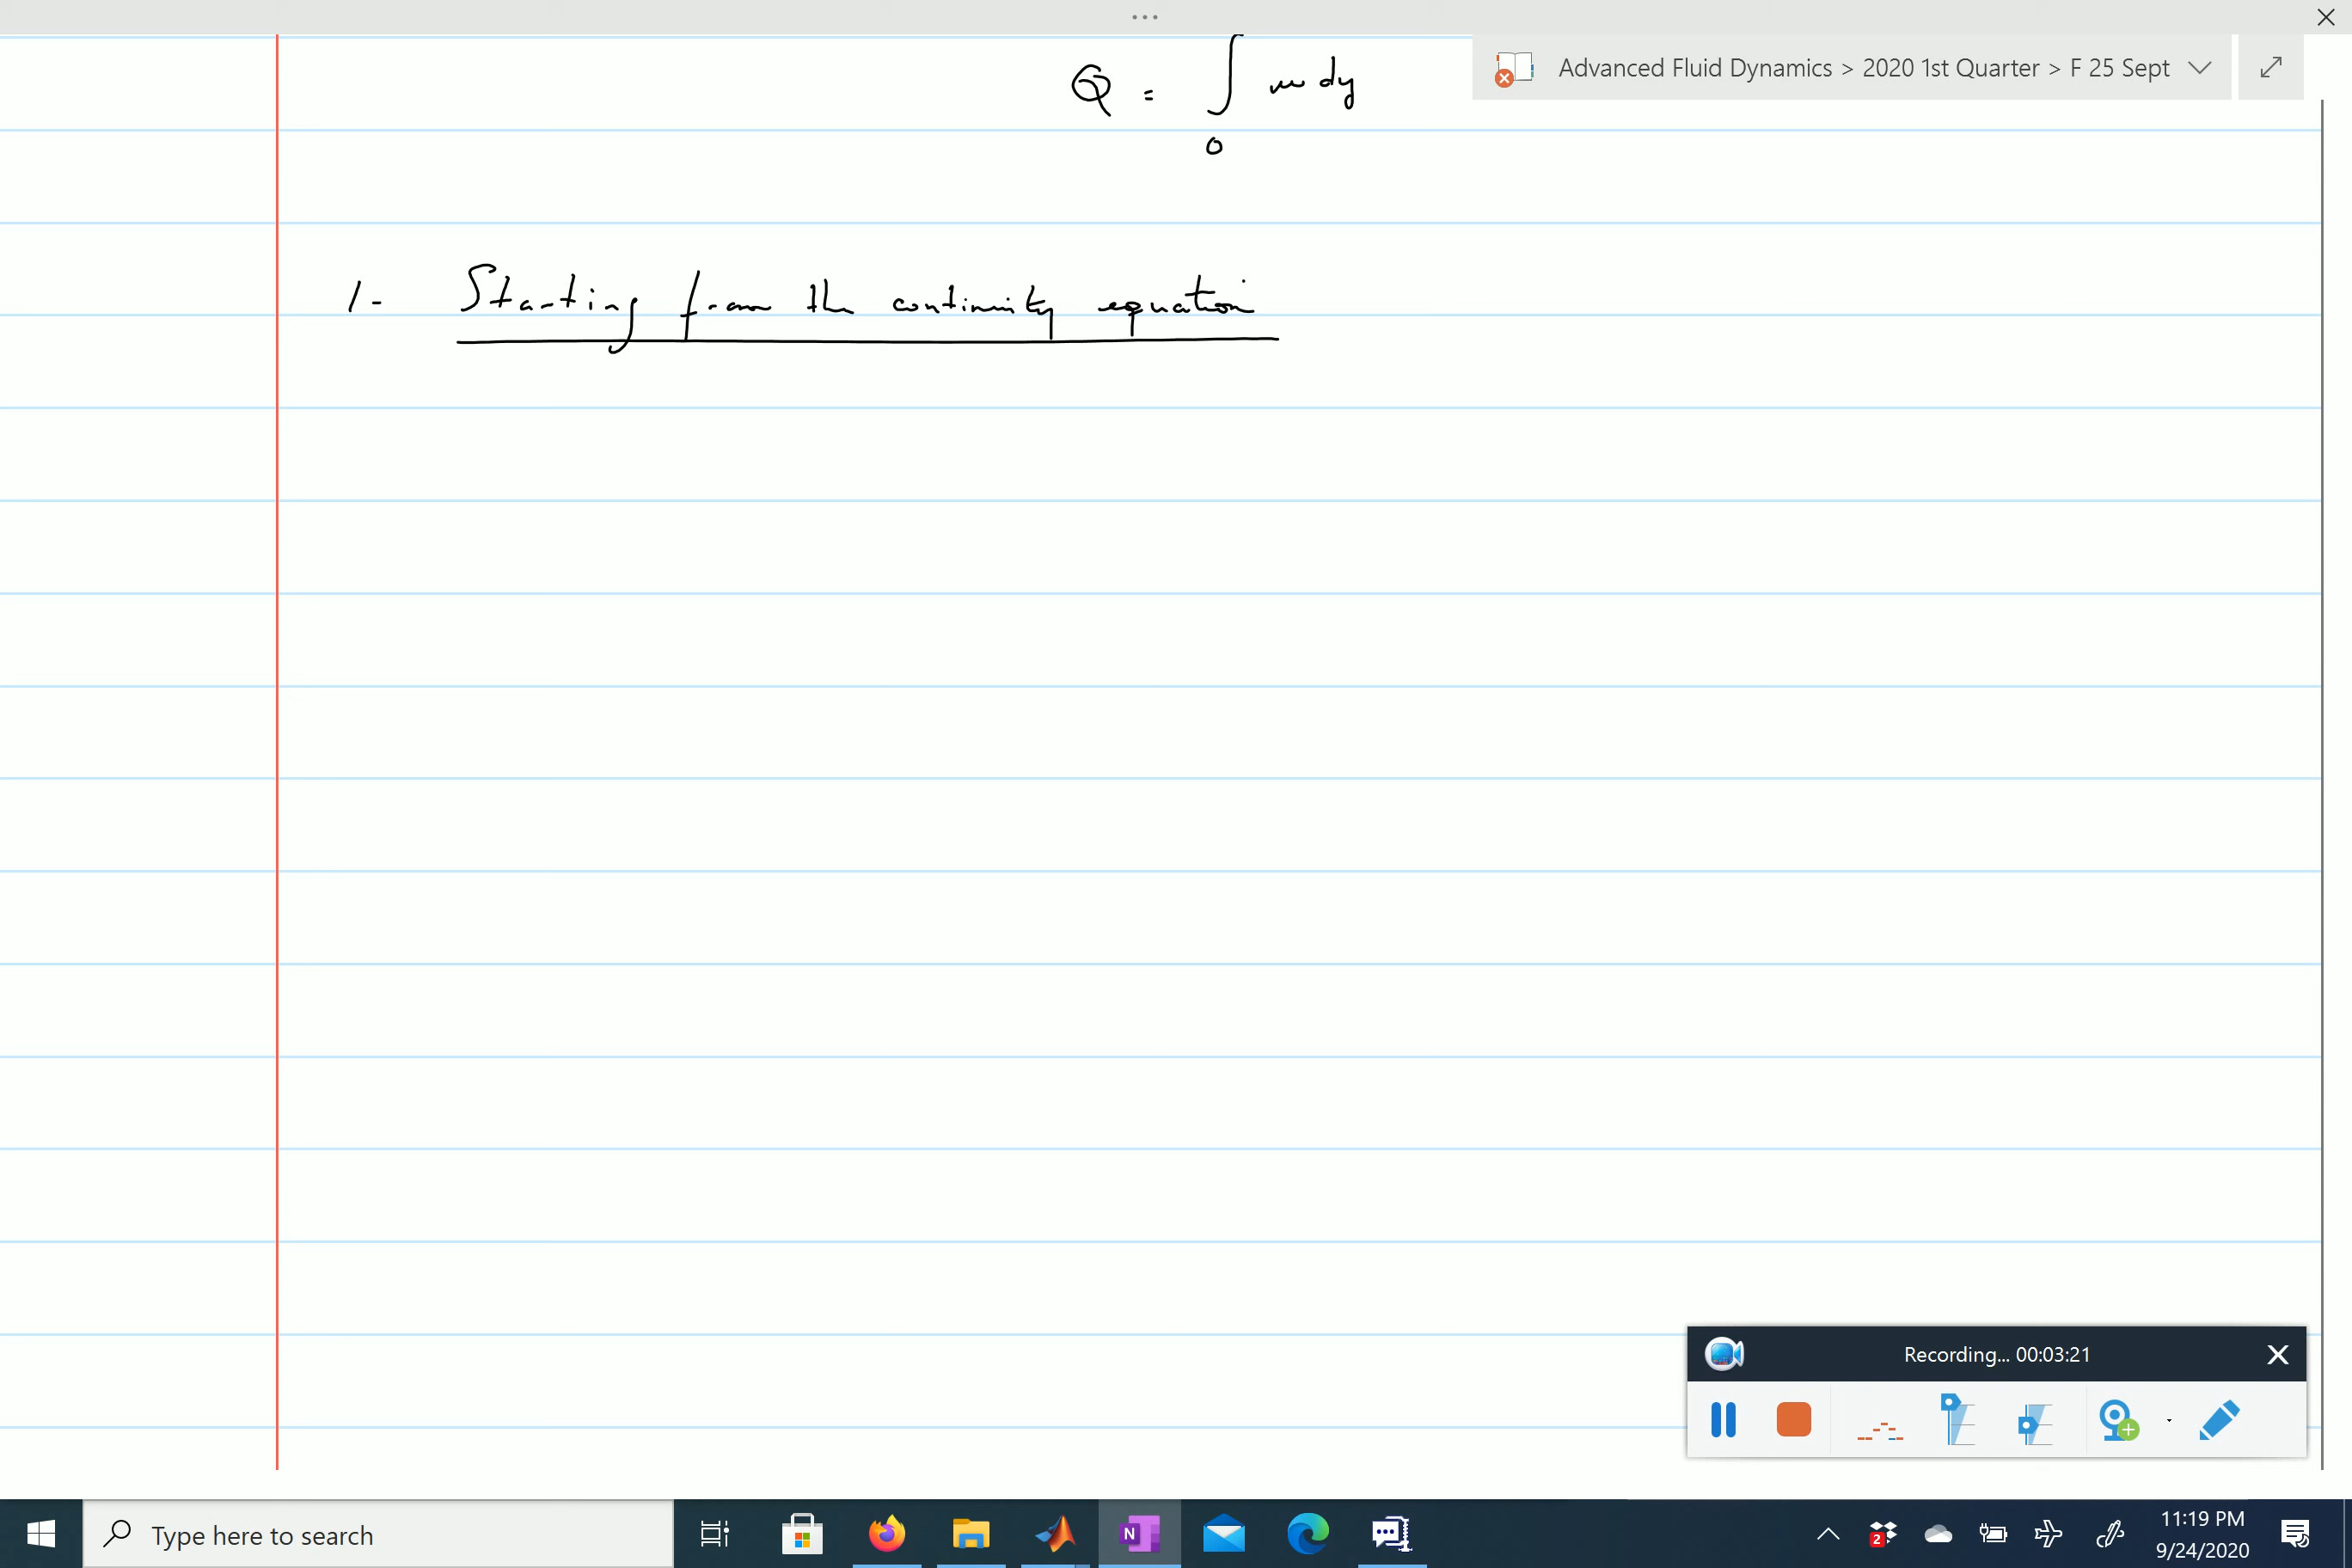 Advanced Fluid Dynamics > 2020 1st Quarter > F 25 Sept
Q = ∫ u dy
0
1- Starting from the continuity equation
Recording... 00:03:21
Type here to search
N
2
11:19 PM
9/24/2020